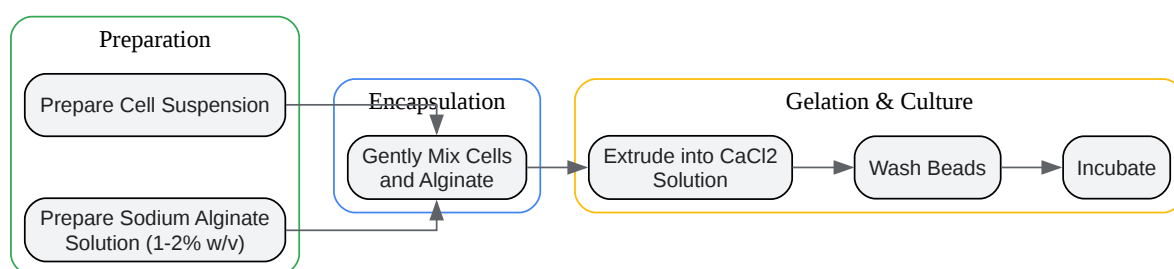 Preparation
Prepare Cell Suspension
Prepare Sodium Alginate
Solution (1-2% w/v)
Encapsulation
Gently Mix Cells
and Alginate
Gelation & Culture
Extrude into CaCl2
Solution
Wash Beads
Incubate